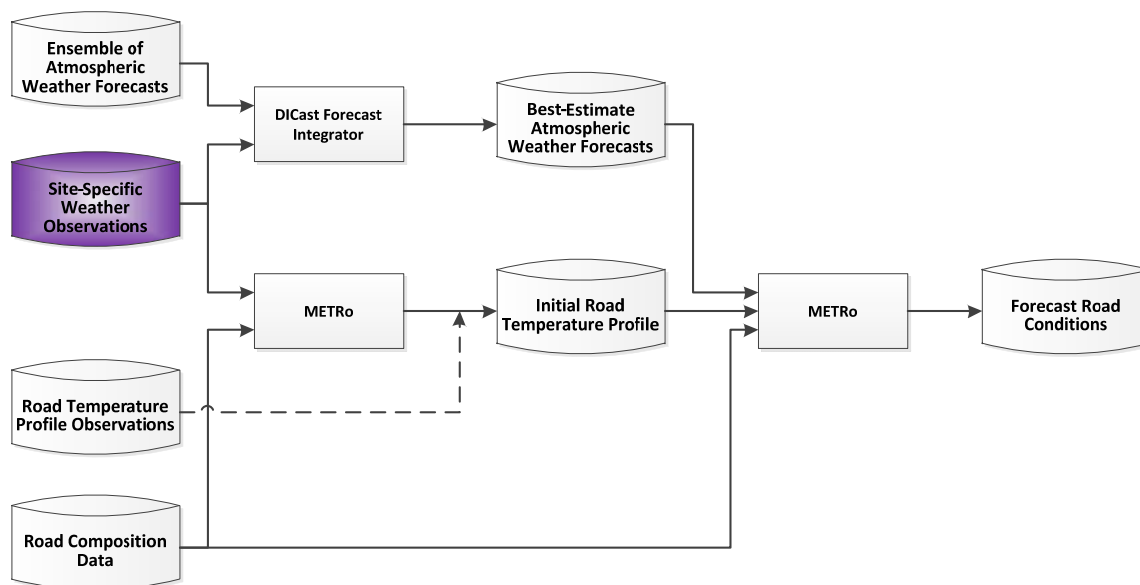 Ensemble of
Atmospheric
Weather Forecasts
DICast Forecast
Integrator
Best-Estimate
Atmospheric
Weather Forecasts
Site-Specific
Weather
Observations
METRo
Initial Road
Temperature Profile
METRo
Forecast Road
Conditions
Road Temperature
Profile Observations
Road Composition
Data